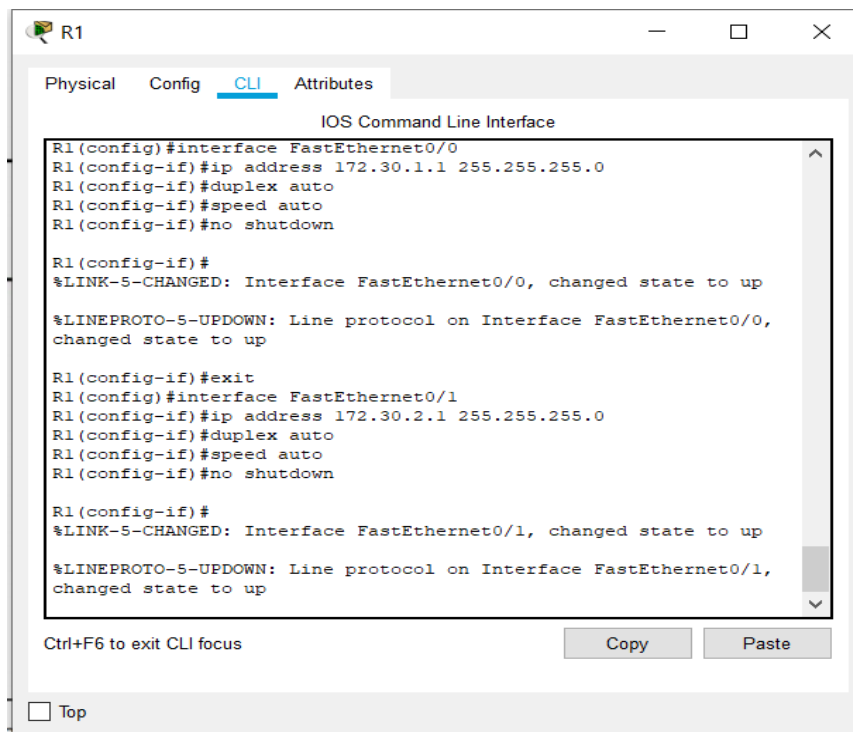 R1
Physical Config CLI Attributes
IOS Command Line Interface
R1(config)#interface FastEthernet0/0
R1(config-if)#ip address 172.30.1.1 255.255.255.0
R1(config-if)#duplex auto
R1(config-if)#speed auto
R1(config-if)#no shutdown
R1(config-if)#
%LINK-5-CHANGED: Interface FastEthernet0/0, changed state to up
%LINEPROTO-5-UPDOWN: Line protocol on Interface FastEthernet0/0,
changed state to up
R1(config-if)#exit
R1(config)#interface FastEthernet0/1
R1(config-if)#ip address 172.30.2.1 255.255.255.0
R1(config-if)#duplex auto
R1(config-if)#speed auto
R1(config-if)#no shutdown
R1(config-if)#
%LINK-5-CHANGED: Interface FastEthernet0/1, changed state to up
%LINEPROTO-5-UPDOWN: Line protocol on Interface FastEthernet0/1,
changed state to up
Ctrl+F6 to exit CLI focus Copy Paste
Top